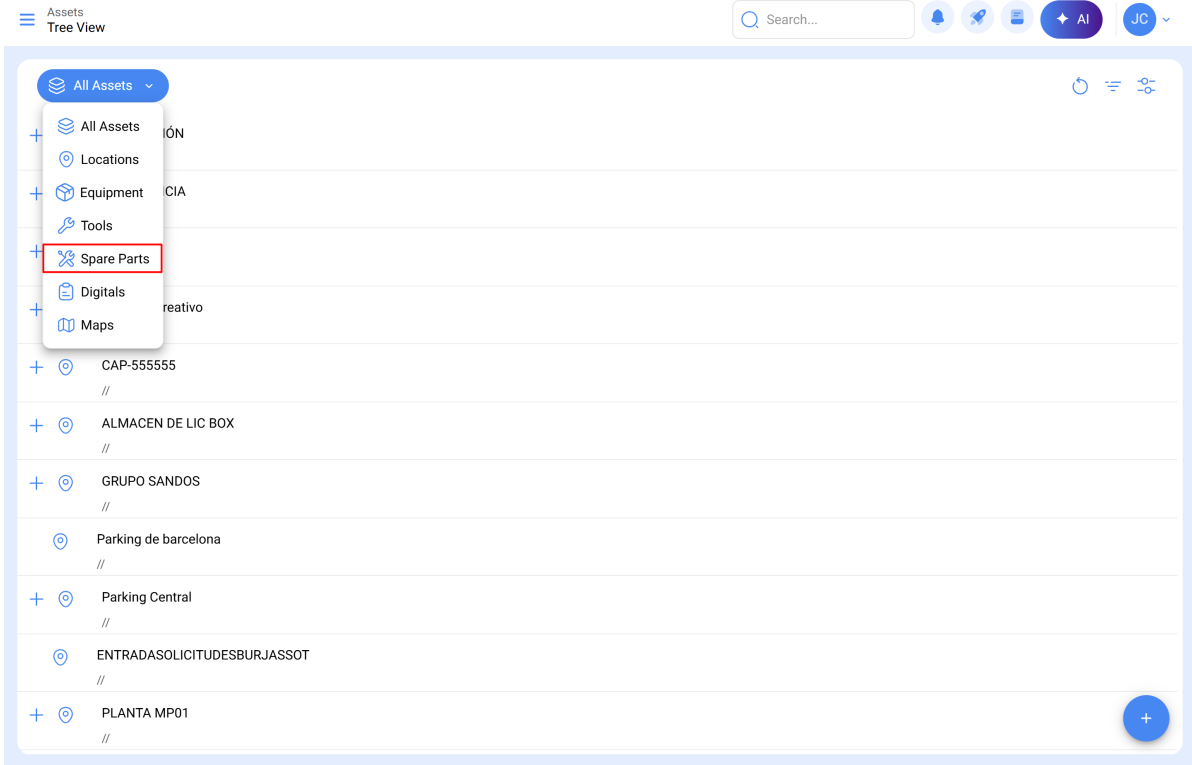 Assets
Tree View
Search...
AI
JC
All Assets
All Assets
IÓN
Locations
Equipment
CIA
Tools
Spare Parts
Digitals
reativo
Maps
CAP-555555
//
ALMACEN DE LIC BOX
//
GRUPO SANDOS
//
Parking de barcelona
//
Parking Central
//
ENTRADASOLICITUDESBURJASSOT
//
PLANTA MP01
//